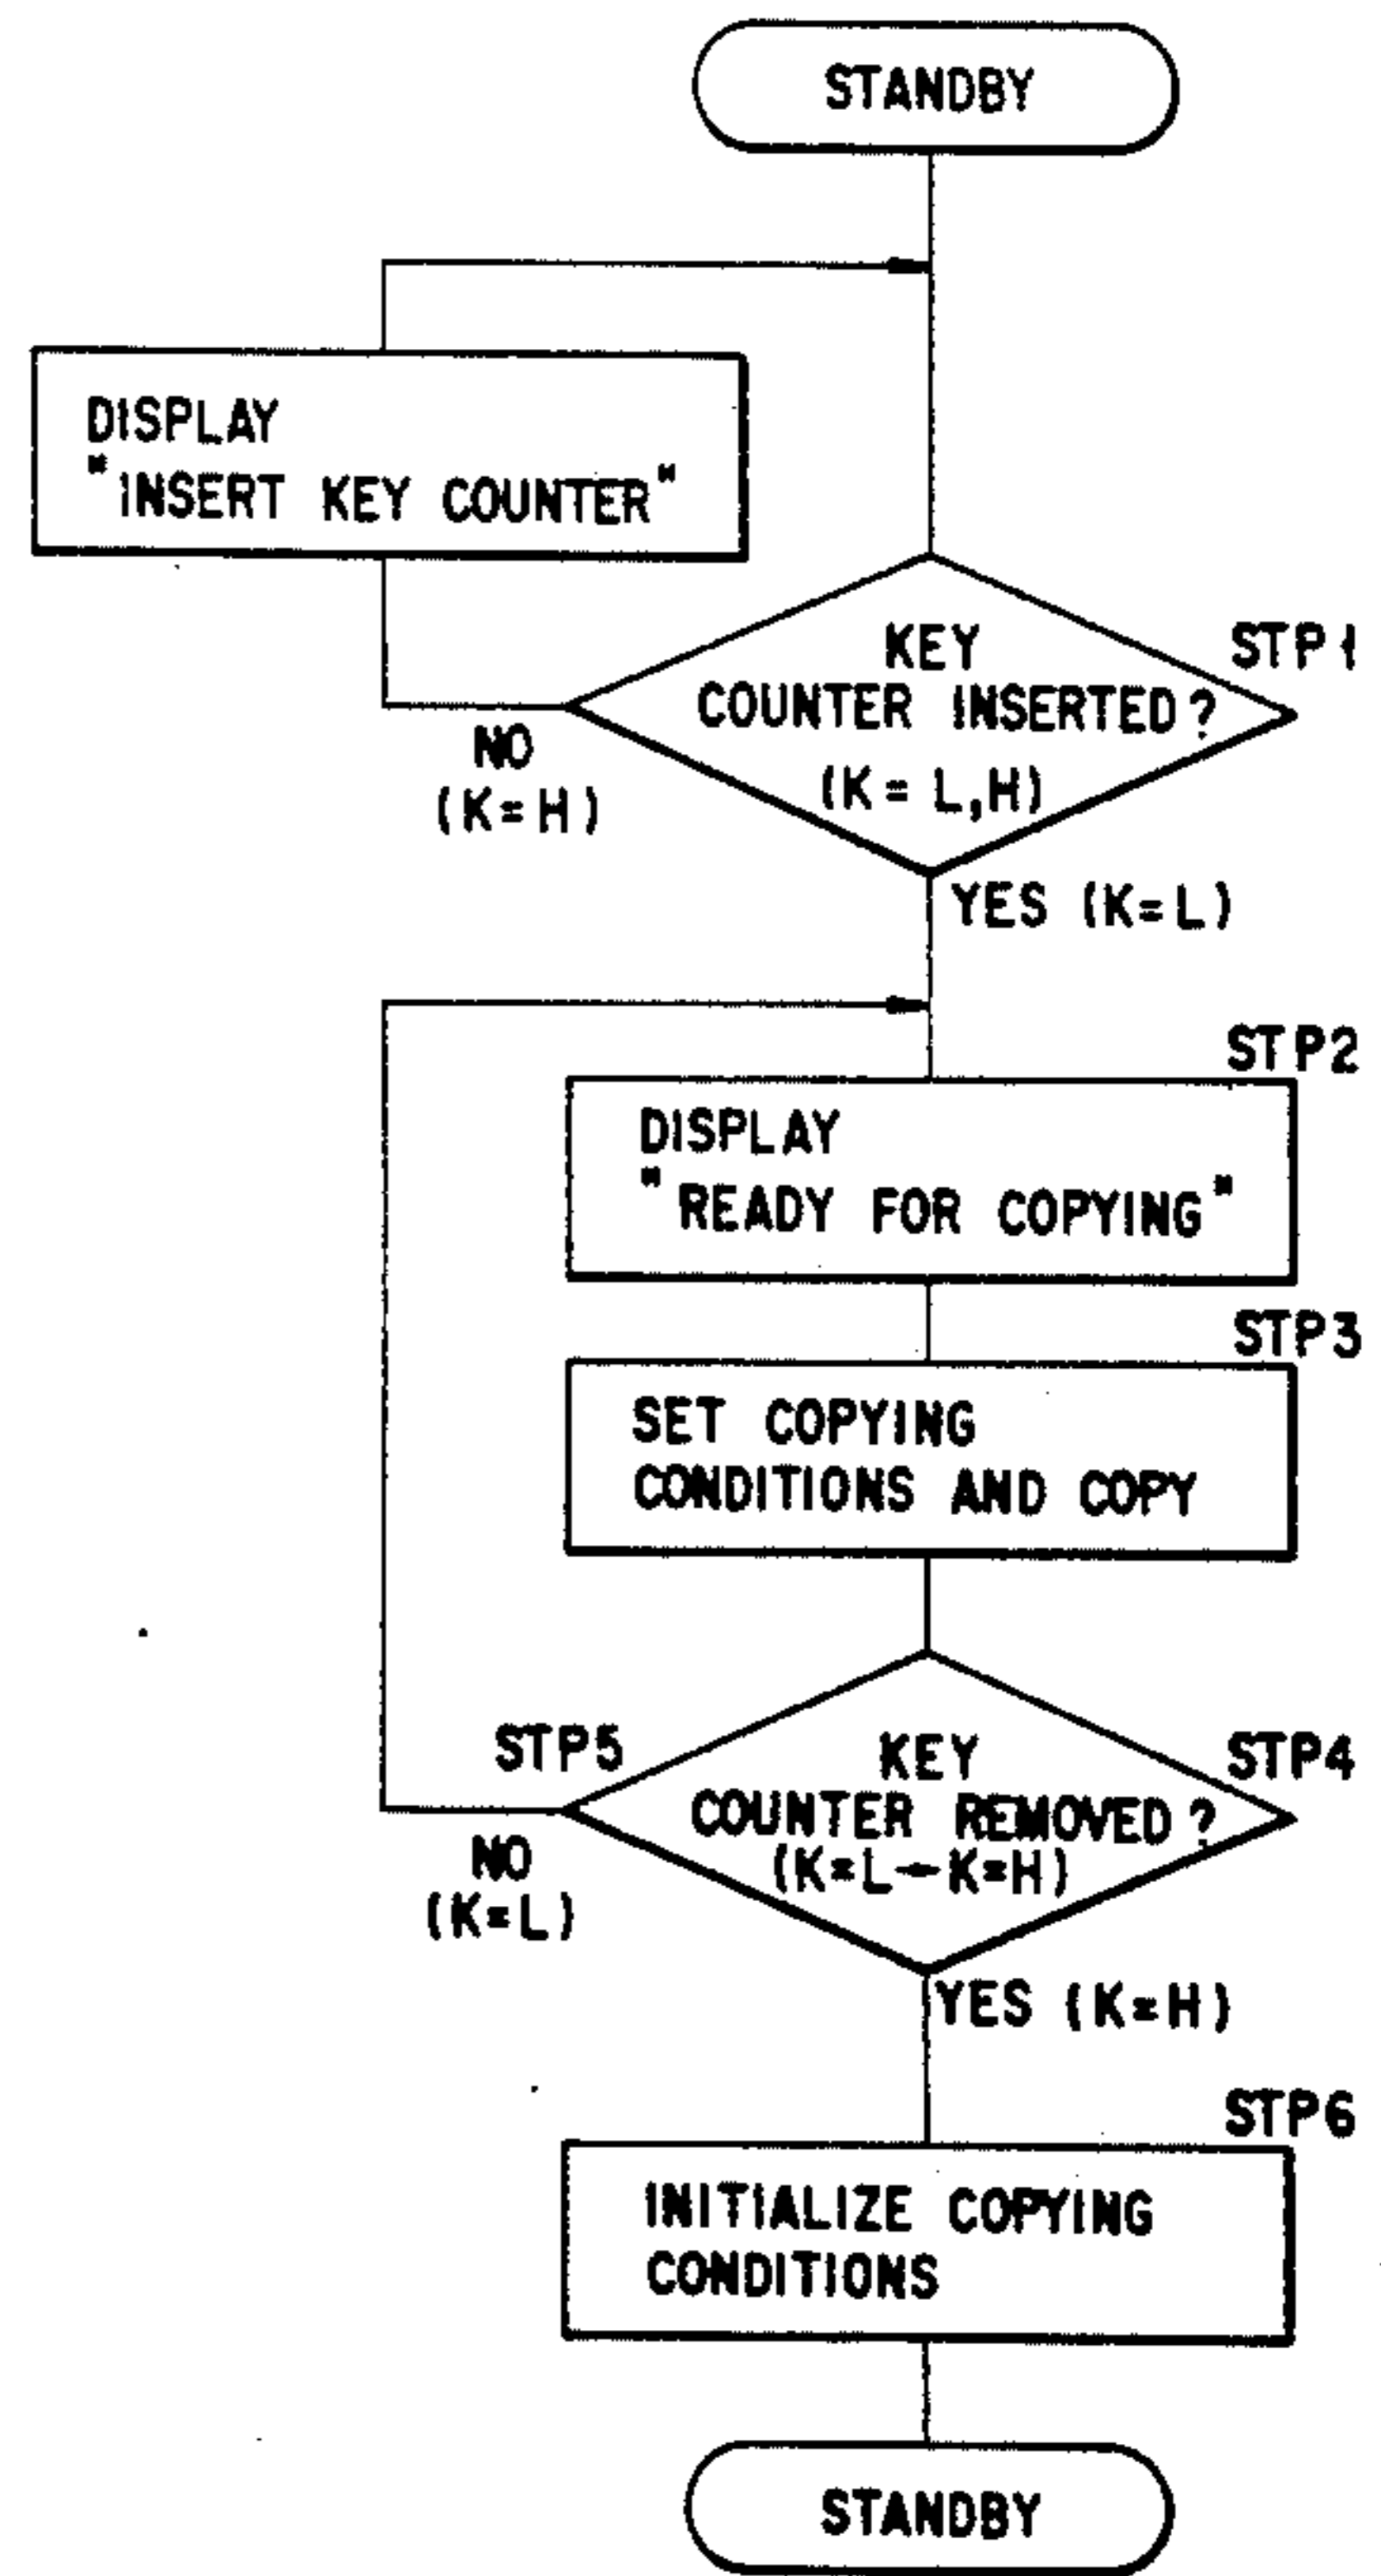 STANDBY
DISPLAY
"INSERT KEY COUNTER"
KEY
COUNTER INSERTED?
(K = L,H)
STP1
NO
(K=H)
YES (K=L)
STP2
DISPLAY
"READY FOR COPYING"
STP3
SET COPYING
CONDITIONS AND COPY
STP5
KEY
COUNTER REMOVED?
(K=L→K=H)
STP4
NO
(K=L)
YES (K=H)
STP6
INITIALIZE COPYING
CONDITIONS
STANDBY